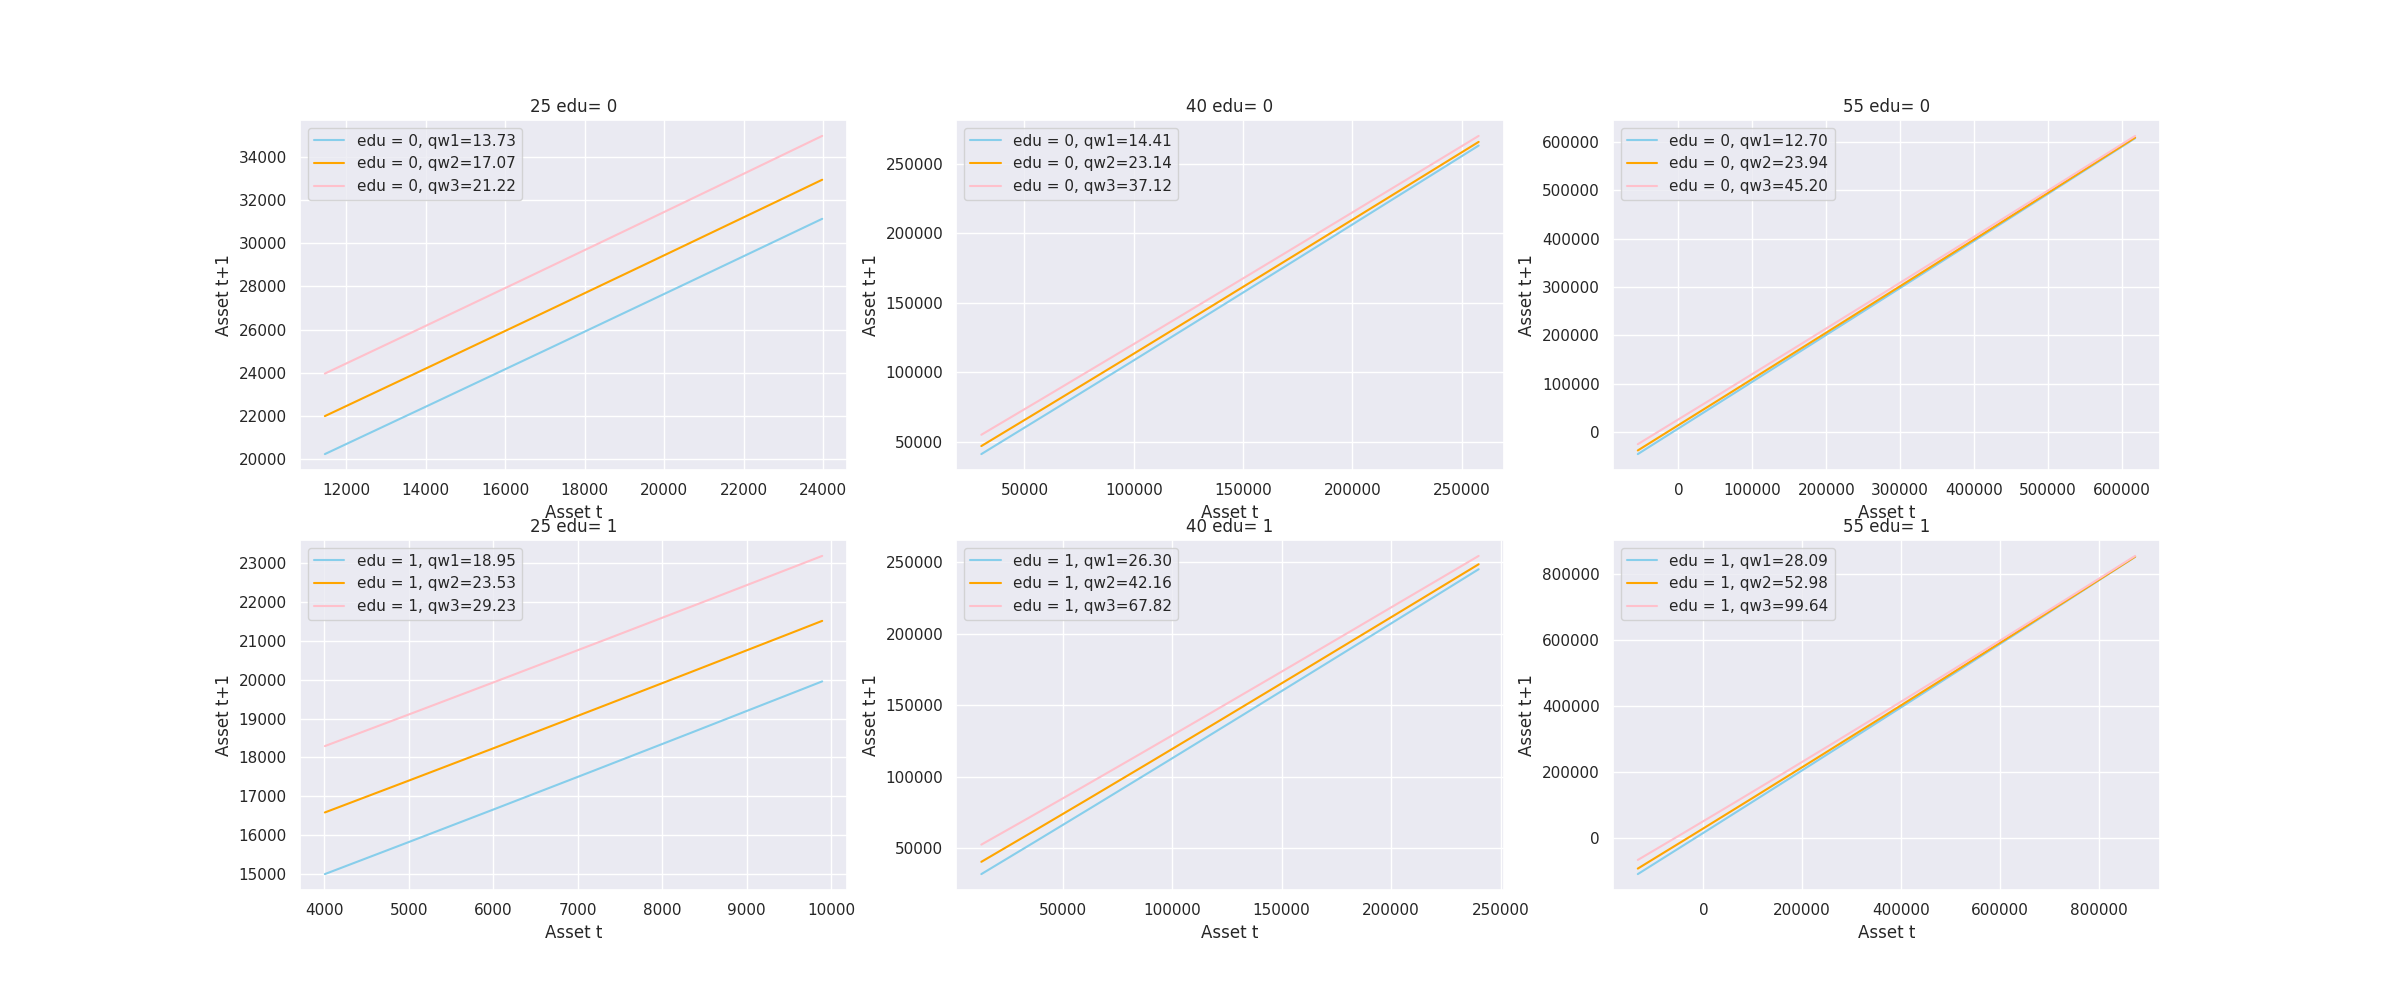 25 edu= 0
edu = 0, qw1=13.73
edu = 0, qw2=17.07
edu = 0, qw3=21.22
34000
32000
30000
28000
26000
24000
22000
20000
Asset t+1
12000 14000 16000 18000 20000 22000 24000
Asset t
40 edu= 0
edu = 0, qw1=14.41
edu = 0, qw2=23.14
edu = 0, qw3=37.12
250000
200000
150000
100000
50000
Asset t+1
50000 100000 150000 200000 250000
Asset t
55 edu= 0
edu = 0, qw1=12.70
edu = 0, qw2=23.94
edu = 0, qw3=45.20
600000
500000
400000
300000
200000
100000
0
Asset t+1
0 100000 200000 300000 400000 500000 600000
Asset t
25 edu= 1
edu = 1, qw1=18.95
edu = 1, qw2=23.53
edu = 1, qw3=29.23
23000
22000
21000
20000
19000
18000
17000
16000
15000
Asset t+1
4000 5000 6000 7000 8000 9000 10000
Asset t
40 edu= 1
edu = 1, qw1=26.30
edu = 1, qw2=42.16
edu = 1, qw3=67.82
250000
200000
150000
100000
50000
Asset t+1
50000 100000 150000 200000 250000
Asset t
55 edu= 1
edu = 1, qw1=28.09
edu = 1, qw2=52.98
edu = 1, qw3=99.64
800000
600000
400000
200000
0
Asset t+1
0 200000 400000 600000 800000
Asset t